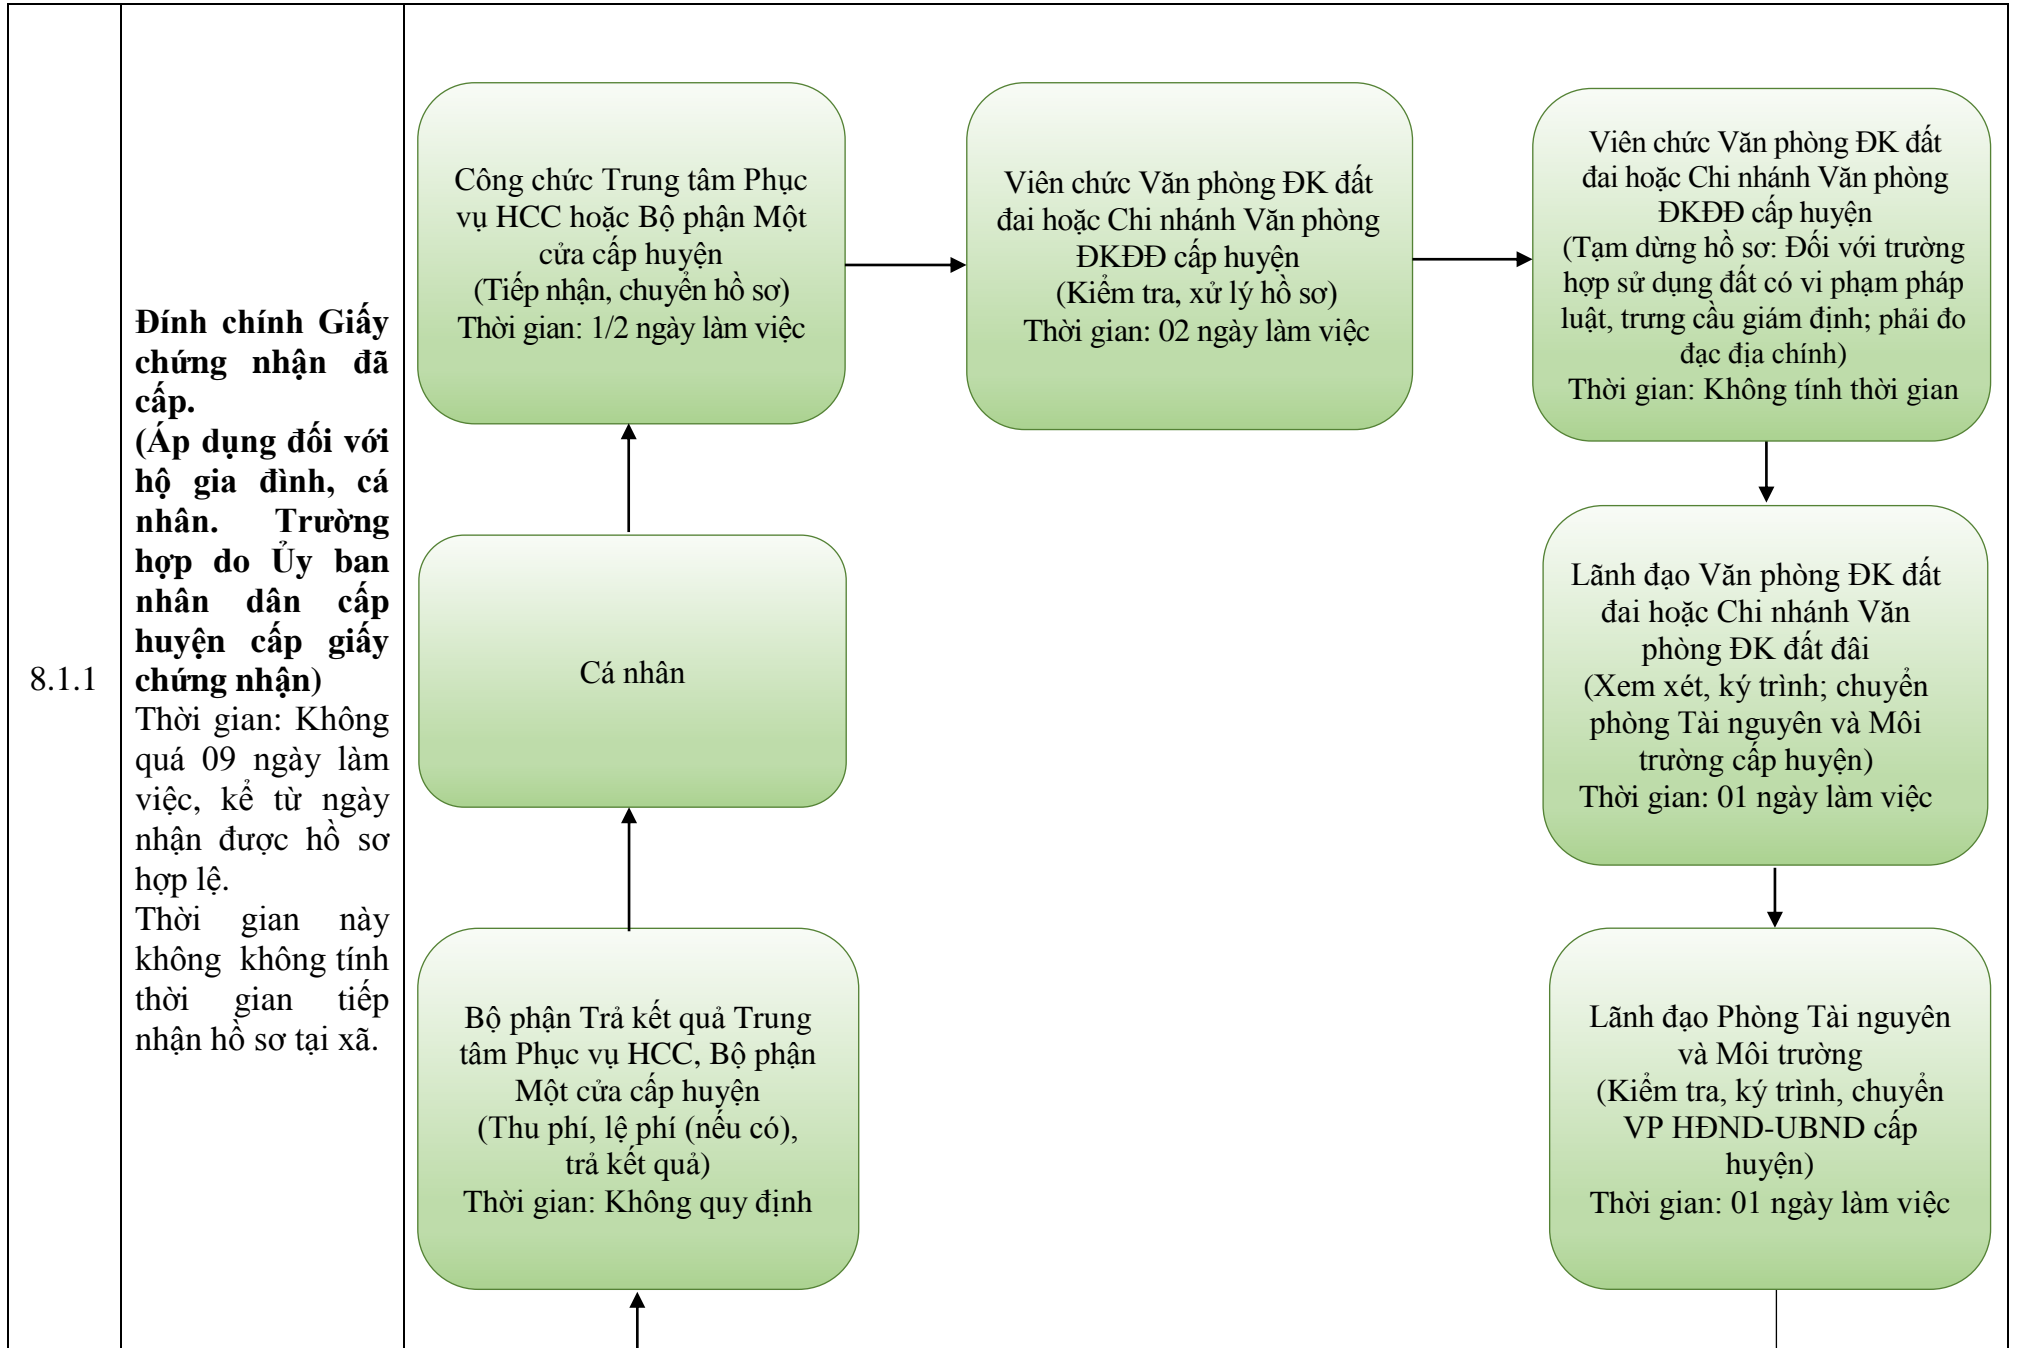 8.1.1
Đính chính Giấy
chứng nhận đã
cấp.
(Áp dụng đối với
hộ gia đình, cá
nhân. Trường
hợp do Ủy ban
nhân dân cấp
huyện cấp giấy
chứng nhận)
Thời gian: Không
quá 09 ngày làm
việc, kể từ ngày
nhận được hồ sơ
hợp lệ.
Thời gian này
không không tính
thời gian tiếp
nhận hồ sơ tại xã.
Công chức Trung tâm Phục
vụ HCC hoặc Bộ phận Một
cửa cấp huyện
(Tiếp nhận, chuyển hồ sơ)
Thời gian: 1/2 ngày làm việc
Viên chức Văn phòng ĐK đất
đai hoặc Chi nhánh Văn phòng
ĐKĐĐ cấp huyện
(Kiểm tra, xử lý hồ sơ)
Thời gian: 02 ngày làm việc
Viên chức Văn phòng ĐK đất
đai hoặc Chi nhánh Văn phòng
ĐKĐĐ cấp huyện
(Tạm dừng hồ sơ: Đối với trường
hợp sử dụng đất có vi phạm pháp
luật, trưng cầu giám định; phải đo
đạc địa chính)
Thời gian: Không tính thời gian
Lãnh đạo Văn phòng ĐK đất
đai hoặc Chi nhánh Văn
phòng ĐK đất đâi
(Xem xét, ký trình; chuyển
phòng Tài nguyên và Môi
trường cấp huyện)
Thời gian: 01 ngày làm việc
Cá nhân
Bộ phận Trả kết quả Trung
tâm Phục vụ HCC, Bộ phận
Một cửa cấp huyện
(Thu phí, lệ phí (nếu có),
trả kết quả)
Thời gian: Không quy định
Lãnh đạo Phòng Tài nguyên
và Môi trường
(Kiểm tra, ký trình, chuyển
VP HĐND-UBND cấp
huyện)
Thời gian: 01 ngày làm việc